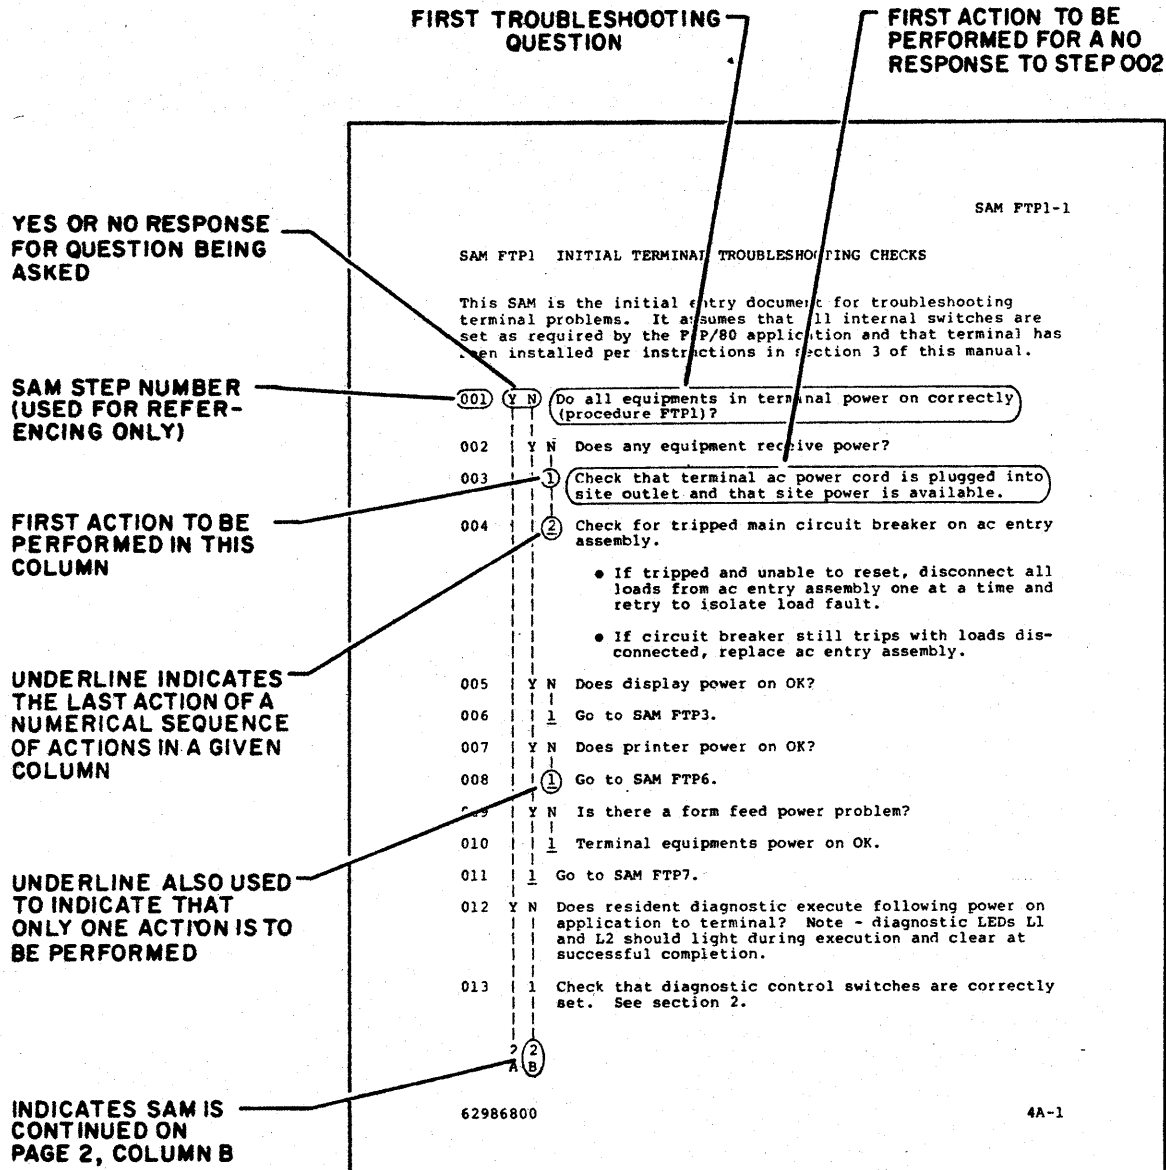 FIRST TROUBLESHOOTING
QUESTION
FIRST ACTION TO BE
PERFORMED FOR A NO
RESPONSE TO STEP 002
YES OR NO RESPONSE
FOR QUESTION BEING
ASKED
SAM STEP NUMBER
(USED FOR REFER-
ENCING ONLY)
FIRST ACTION TO BE
PERFORMED IN THIS
COLUMN
UNDERLINE INDICATES
THE LAST ACTION OF A
NUMERICAL SEQUENCE
OF ACTIONS IN A GIVEN
COLUMN
UNDERLINE ALSO USED
TO INDICATE THAT
ONLY ONE ACTION IS TO
BE PERFORMED
INDICATES SAM IS
CONTINUED ON
PAGE 2, COLUMN B
SAM FTP1-1
SAM FTP1 INITIAL TERMINAL TROUBLESHOOTING CHECKS
This SAM is the initial entry document for troubleshooting
terminal problems. It assumes that all internal switches are
set as required by the application and that terminal has
been installed per instructions in section 3 of this manual.
001 Y N Do all equipments in terminal power on correctly
(procedure FTP1)?
002 Y N Does any equipment receive power?
003 1 Check that terminal ac power cord is plugged into
site outlet and that site power is available.
004 2 Check for tripped main circuit breaker on ac entry
assembly.
• If tripped and unable to reset, disconnect all
loads from ac entry assembly one at a time and
retry to isolate load fault.
• If circuit breaker still trips with loads dis-
connected, replace ac entry assembly.
005 Y N Does display power on OK?
006 1 Go to SAM FTP3.
007 Y N Does printer power on OK?
008 1 Go to SAM FTP6.
009 Y N Is there a form feed power problem?
010 1 Terminal equipments power on OK.
011 1 Go to SAM FTP7.
012 Y N Does resident diagnostic execute following power on
application to terminal? Note - diagnostic LEDs L1
and L2 should light during execution and clear at
successful completion.
013 1 Check that diagnostic control switches are correctly
set. See section 2.
2 2
A B
62986800 4A-1